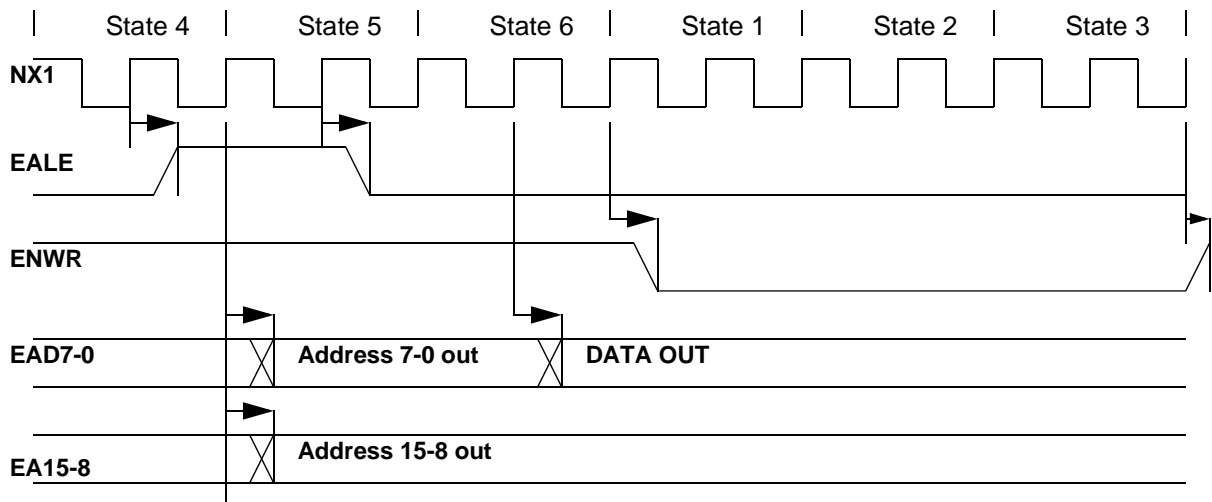 State 4 State 5 State 6 State 1 State 2 State 3
NX1
EALE
ENWR
EAD7-0 Address 7-0 out DATA OUT
Address 15-8 out
EA15-8